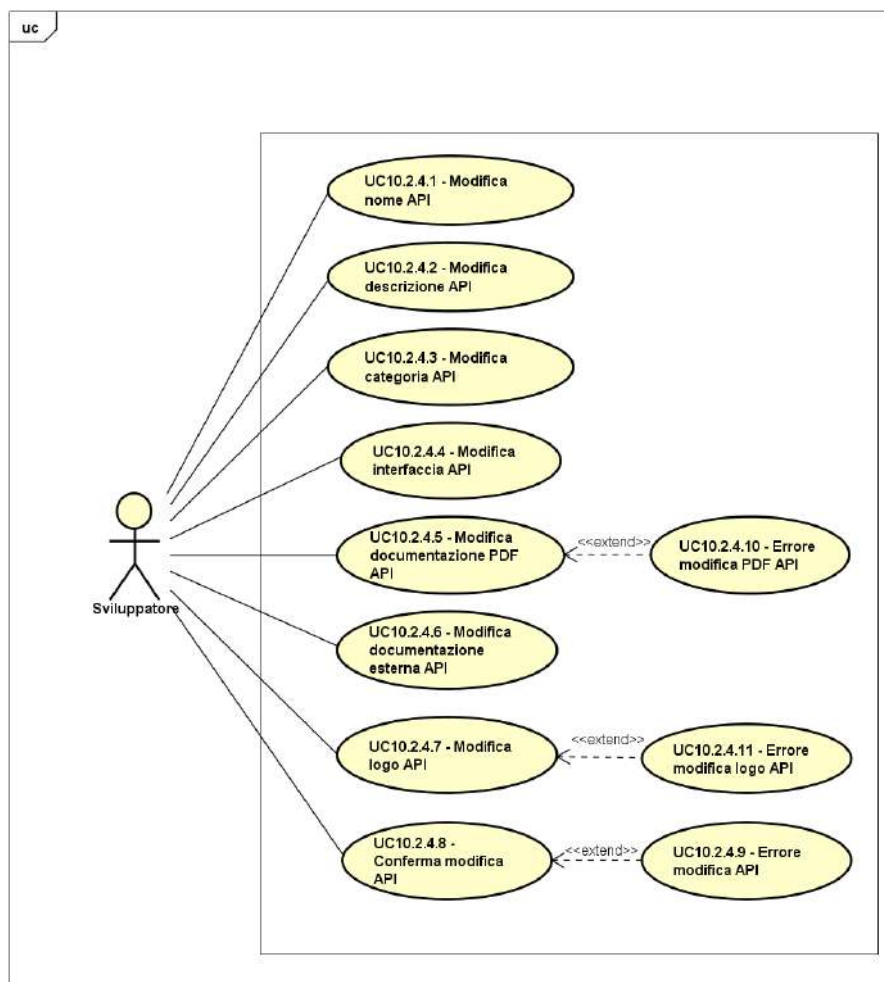 uc
UC10.2.4.1 - Modifica
nome API
UC10.2.4.2 - Modifica
descrizione API
UC10.2.4.3 - Modifica
categoria API
UC10.2.4.4 - Modifica
interfaccia API
Sviluppatore
UC10.2.4.5 - Modifica
documentazione PDF
API
<<extend>>
UC10.2.4.10 - Errore
modifica PDF API
UC10.2.4.6 - Modifica
documentazione
esterna API
UC10.2.4.7 - Modifica
logo API
<<extend>>
UC10.2.4.11 - Errore
modifica logo API
UC10.2.4.8 -
Conferma modifica
API
<<extend>>
UC10.2.4.9 - Errore
modifica API